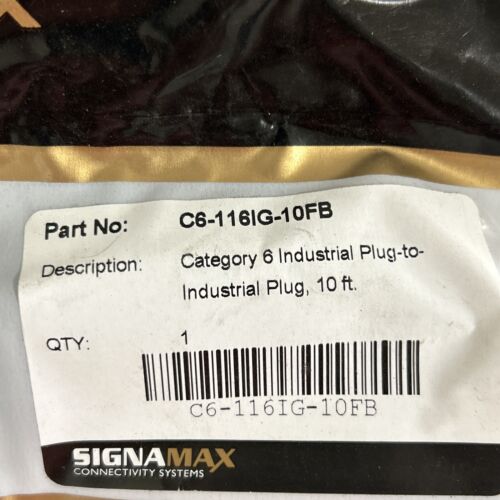 X
Part No: C6-116IG-10FB
Description: Category 6 Industrial Plug-to-
Industrial Plug, 10 ft.
QTY: 1
C6-116IG-10FB
SIGNAMAX
CONNECTIVITY SYSTEMS